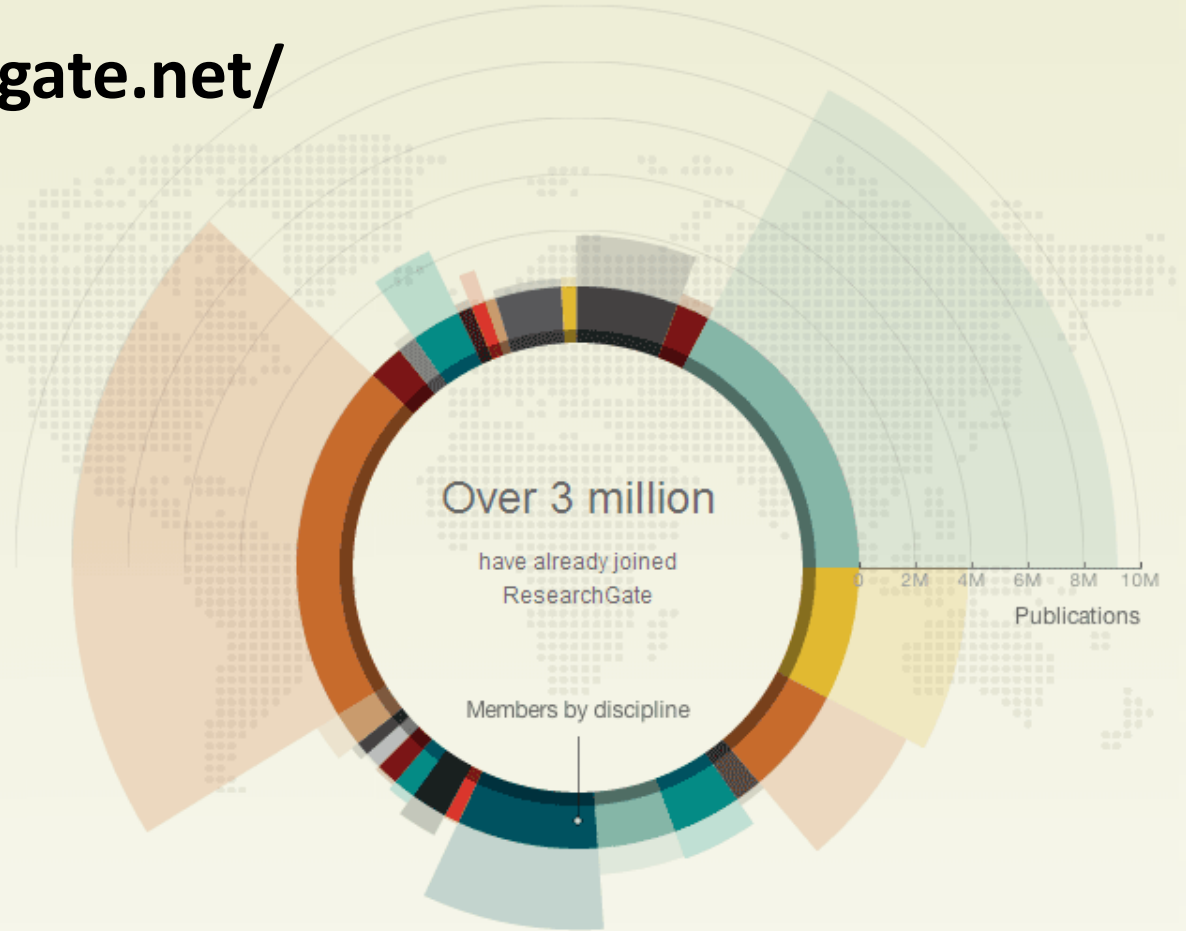 gate.net/
Over 3 million
have already joined
ResearchGate
0 2M 4M 6M 8M 10M
Publications
Members by discipline